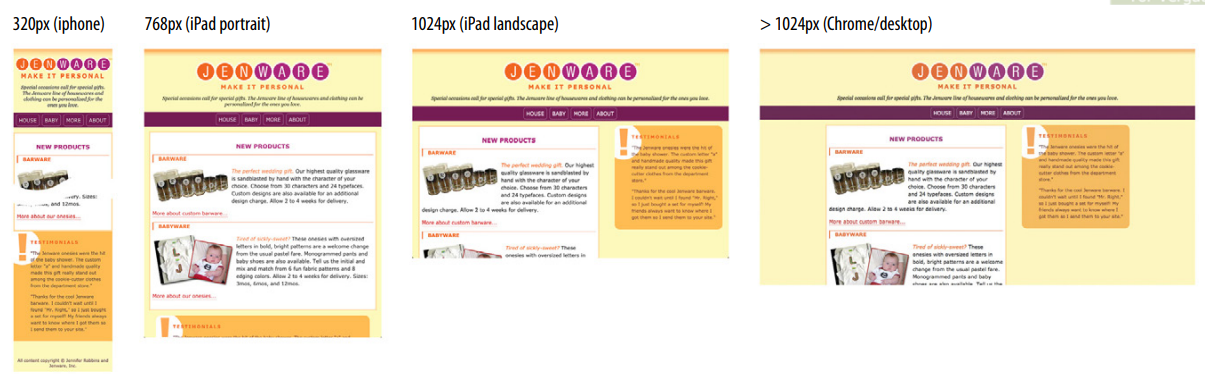 320px (iphone)
JENWARE
MAKE IT PERSONAL
Special occasions call for special gifts.
The Jenware line of housewares and
clothing can be personalized for the
ones you love.
HOUSE BABY MORE ABOUT
NEW PRODUCTS
BARWARE
Sizes:
and 12mos.
More about our onesies...
TESTIMONIALS
"The Jenware onesies were the hit
of the baby shower. The custom
letter "a" and handmade quality
made this gift really stand out
among the cookie-cutter clothes
from the department store."
"Thanks for the cool Jenware
barware. I couldn't wait until I
found "Mr. Right," so I just bought
a set for myself! My friends always
want to know where I got them as
I send them to your site."
All content copyright © Jennifer Robbins and
Jenware, Inc.
768px (iPad portrait)
JENWARE
MAKE IT PERSONAL
Special occasions call for special gifts. The Jenware line of housewares and clothing can be
personalized for the ones you love.
HOUSE BABY MORE ABOUT
NEW PRODUCTS
BARWARE
The perfect wedding gift. Our highest quality glassware
is sandblasted by hand with the character of your
choice. Choose from 30 characters and 24 typefaces.
Custom designs are also available for an additional
design charge. Allow 2 to 4 weeks for delivery.
More about custom barware...
BABYWARE
Tired of sickly-sweet? These onesies with oversized
letters in bold, bright patterns are a welcome change
from the usual pastel fare. Monogrammed pants and
baby shoes are also available. Tell us the initial and
mix and match from 6 fun fabric patterns and 8
edging colors. Allow 2 to 4 weeks for delivery. Sizes:
3mos, 6mos, and 12mos.
More about our onesies...
TESTIMONIALS
1024px (iPad landscape)
JENWARE
MAKE IT PERSONAL
Special occasions call for special gifts. The Jenware line of housewares and clothing can be personalized for the ones you love.
HOUSE BABY MORE ABOUT
NEW PRODUCTS
BARWARE
The perfect wedding gift. Our highest
quality glassware is sandblasted by
hand with the character of your
choice. Choose from 30 characters
and 24 typefaces. Custom designs
are also available for an additional
design charge. Allow 2 to 4 weeks for delivery.
More about custom barware...
BABYWARE
Tired of sickly-sweet? These
onesies with oversized letters in
TESTIMONIALS
"The Jenware onesies were the hit of
the baby shower. The custom letter "a"
and handmade quality made this gift
really stand out among the cookie-
cutter clothes from the department
store."
"Thanks for the cool Jenware barware.
I couldn't wait until I found "Mr. Right,"
so I just bought a set for myself! My
friends always want to know where I
got them as I send them to your site."
> 1024px (Chrome/desktop)
JENWARE
MAKE IT PERSONAL
Special occasions call for special gifts. The Jenware line of housewares and clothing can be personalized for the ones you love.
HOUSE BABY MORE ABOUT
NEW PRODUCTS
BARWARE
The perfect wedding gift. Our highest
quality glassware is sandblasted by
hand with the character of your
choice. Choose from 30 characters
and 24 typefaces. Custom designs
are also available for an additional
design charge. Allow 2 to 4 weeks for delivery.
More about custom barware...
BABYWARE
Tired of sickly-sweet? These
onesies with oversized letters in
bold, bright patterns are a welcome
change from the usual pastel fare.
Monogrammed pants and baby
shoes are also available. Tell us the
TESTIMONIALS
"The Jenware onesies were the hit of
the baby shower. The custom letter "a"
and handmade quality made this gift
really stand out among the cookie-
cutter clothes from the department
store."
"Thanks for the cool Jenware barware. I
couldn't wait until I found "Mr. Right,"
so I just bought a set for myself! My
friends always want to know where I
got them as I send them to your site."